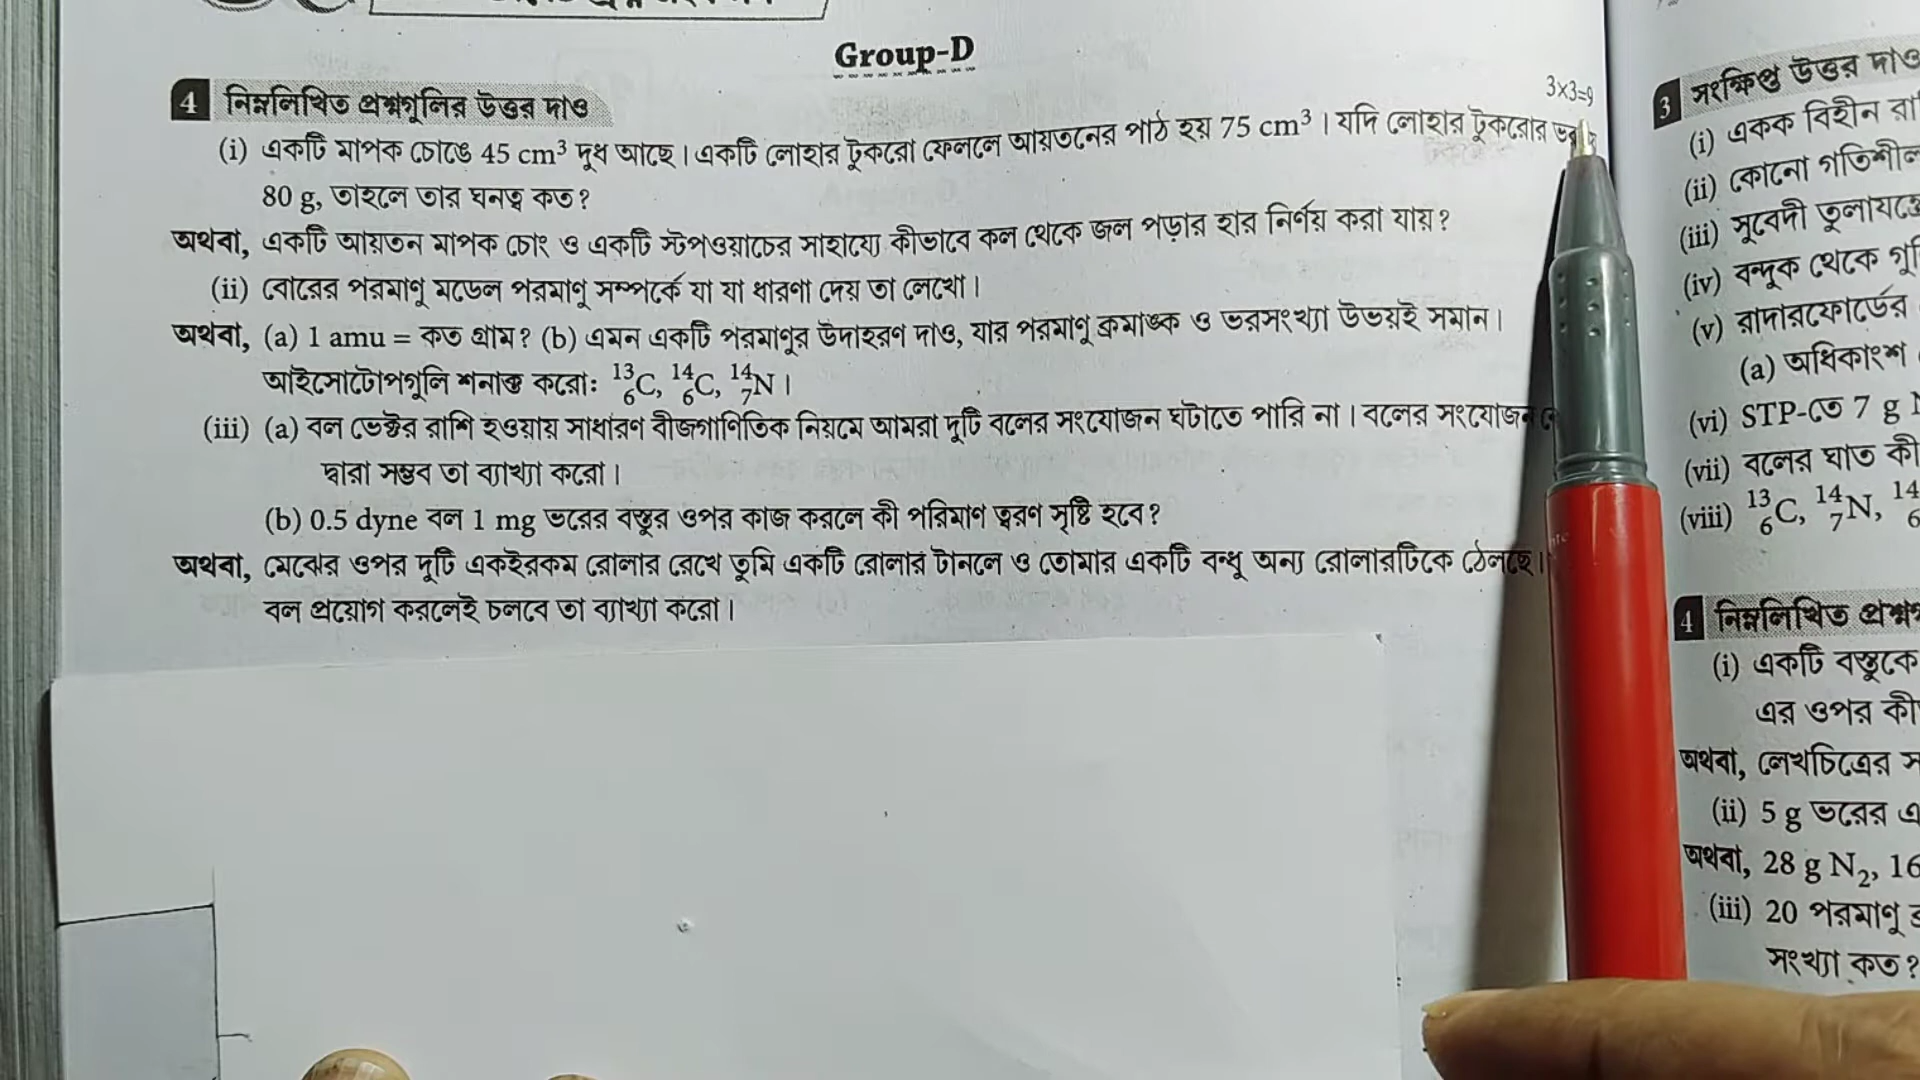 Group-D
4 নিম্নলিখিত প্রশ্নগুলির উত্তর দাও
3×3=9
(i) একটি মাপক চোঙে 45 cm³ দুধ আছে। একটি লোহার টুকরো ফেললে আয়তনের পাঠ হয় 75 cm³। যদি লোহার টুকরোর
80 g, তাহলে তার ঘনত্ব কত?
অথবা, একটি আয়তন মাপক চোং ও একটি স্টপওয়াচের সাহায্যে কীভাবে কল থেকে জল পড়ার হার নির্ণয় করা যায়?
(ii) বোরের পরমাণু মডেল পরমাণু সম্পর্কে যা যা ধারণা দেয় তা লেখো।
অথবা, (a) 1 amu = কত গ্রাম? (b) এমন একটি পরমাণুর উদাহরণ দাও, যার পরমাণু ক্রমাঙ্ক ও ভরসংখ্যা উভয়ই সমান।
আইসোটোপগুলি শনাক্ত করো: ¹³₆C, ¹⁴₆C, ¹⁴₇N।
(iii) (a) বল ভেক্টর রাশি হওয়ায় সাধারণ বীজগাণিতিক নিয়মে আমরা দুটি বলের সংযোজন ঘটাতে পারি না। বলের সংযোজন
দ্বারা সম্ভব তা ব্যাখ্যা করো।
(b) 0.5 dyne বল 1 mg ভরের বস্তুর ওপর কাজ করলে কী পরিমাণ ত্বরণ সৃষ্টি হবে?
অথবা, মেঝের ওপর দুটি একইরকম রোলার রেখে তুমি একটি রোলার টানলে ও তোমার একটি বন্ধু অন্য রোলারটিকে ঠেলছে।
বল প্রয়োগ করলেই চলবে তা ব্যাখ্যা করো।
3 সংক্ষিপ্ত উত্তর দাও
(i) একক বিহীন
(ii) কোনো গতিশীল
(iii) সুবেদী তুলাযন্ত্রে
(iv) বন্দুক থেকে
(v) রাদারফোর্ডের
(a) অধিকাংশ
(vi) STP-তে 7 g
(vii) বলের ঘাত কী
(viii) ¹³₆C, ¹⁴₇N, ¹⁴₆
4 নিম্নলিখিত
(i) একটি বস্তুকে
এর ওপর কী
অথবা, লেখচিত্রের
(ii) 5 g ভরের
অথবা, 28 g N₂, 16
(iii) 20 পরমাণু
সংখ্যা কত?